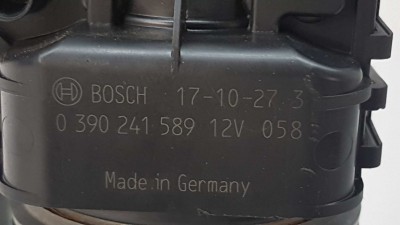 BOSCH 17-10-27 3
0 390 241 589 12V 058
Made in Germany